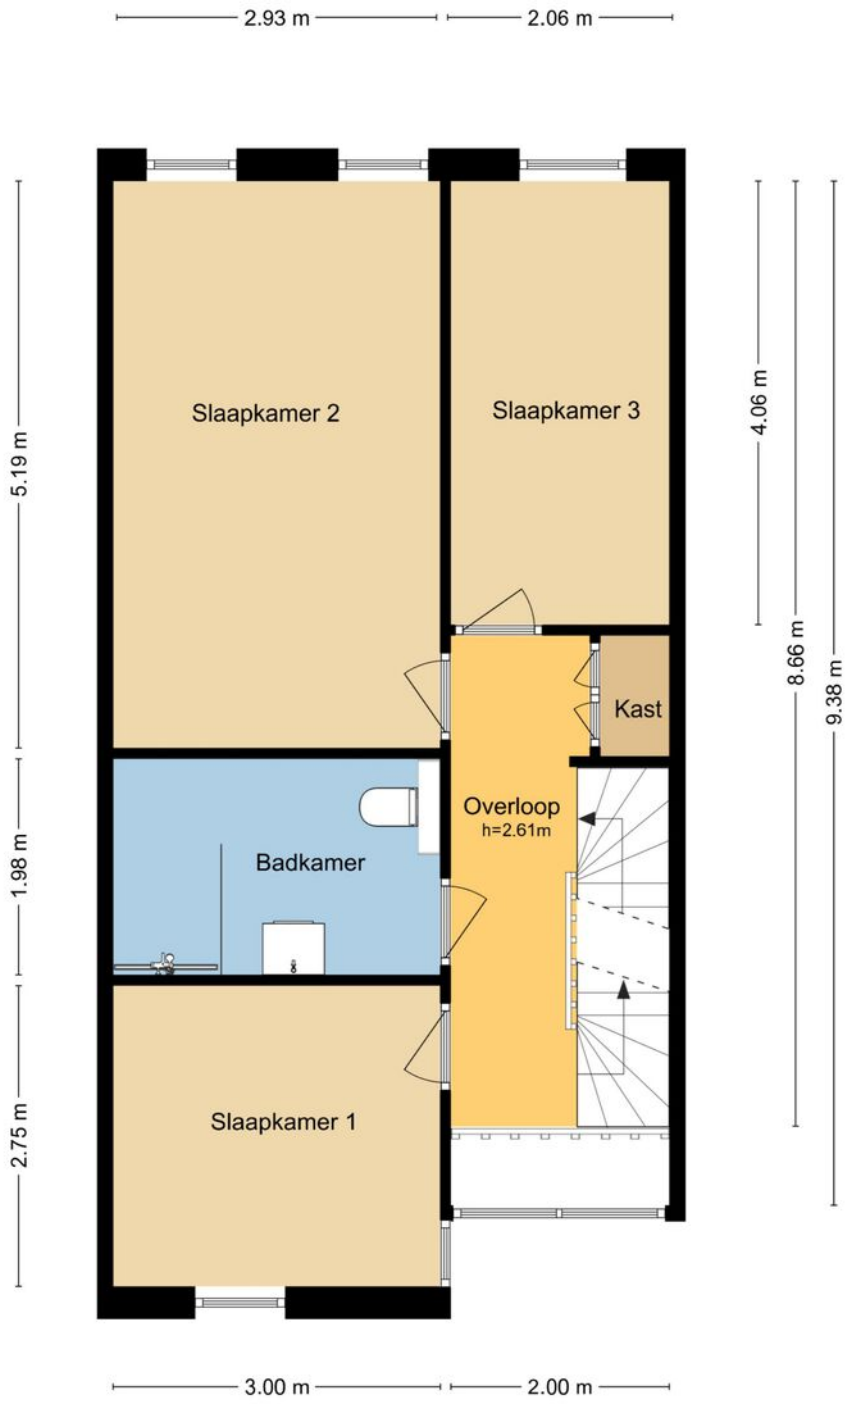 2.93 m
2.06 m
Slaapkamer 2
Slaapkamer 3
4.06 m
5.19 m
8.66 m
9.38 m
Kast
Overloop
h=2.61m
Badkamer
1.98 m
Slaapkamer 1
2.75 m
3.00 m
2.00 m